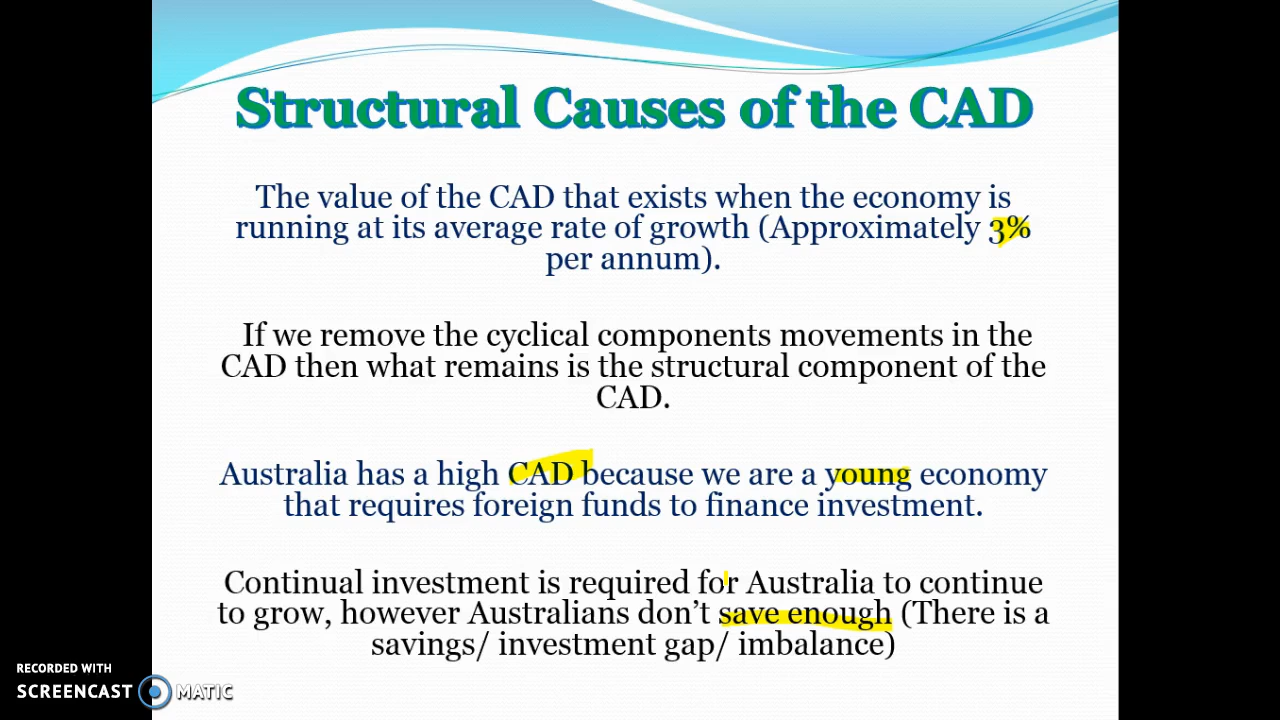 Structural Causes of the CAD
The value of the CAD that exists when the economy is
running at its average rate of growth (Approximately 3%
per annum).
If we remove the cyclical components movements in the
CAD then what remains is the structural component of the
CAD.
Australia has a high CAD because we are a young economy
that requires foreign funds to finance investment.
Continual investment is required for Australia to continue
to grow, however Australians don't save enough (There is a
savings/ investment gap/ imbalance)
RECORDED WITH
SCREENCAST MATIC